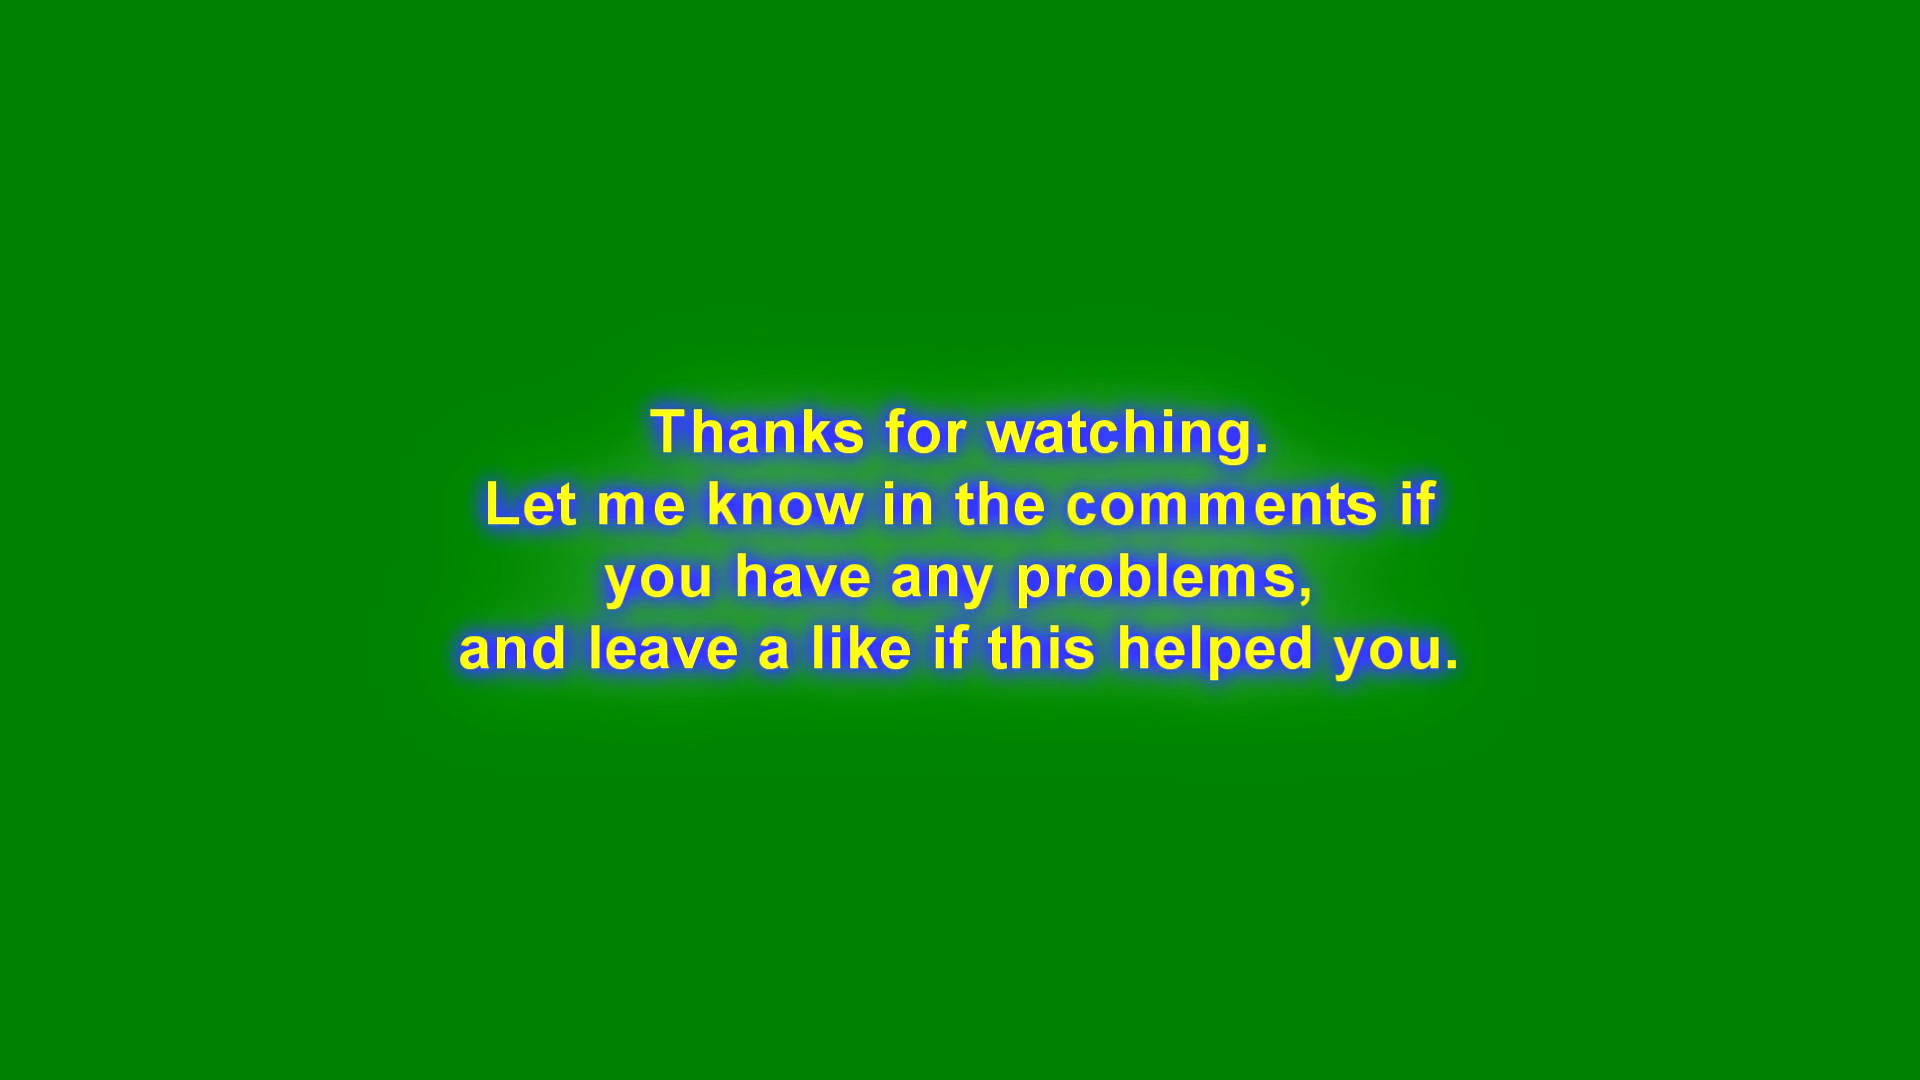 Thanks for watching.
Let me know in the comments if
you have any problems,
and leave a like if this helped you.